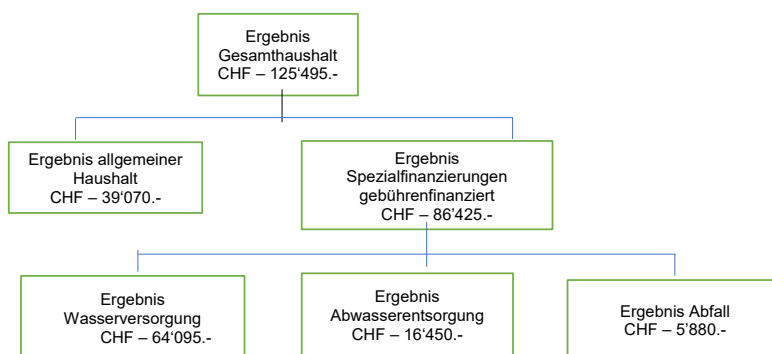 Ergebnis
Gesamthaushalt
CHF – 125‘495.-
Ergebnis allgemeiner
Haushalt
CHF – 39‘070.-
Ergebnis
Spezialfinanzierungen
gebührenfinanziert
CHF – 86’425.-
Ergebnis
Wasserversorgung
CHF – 64‘095.-
Ergebnis
Abwasserentsorgung
CHF – 16‘450.-
Ergebnis Abfall
CHF – 5’880.-